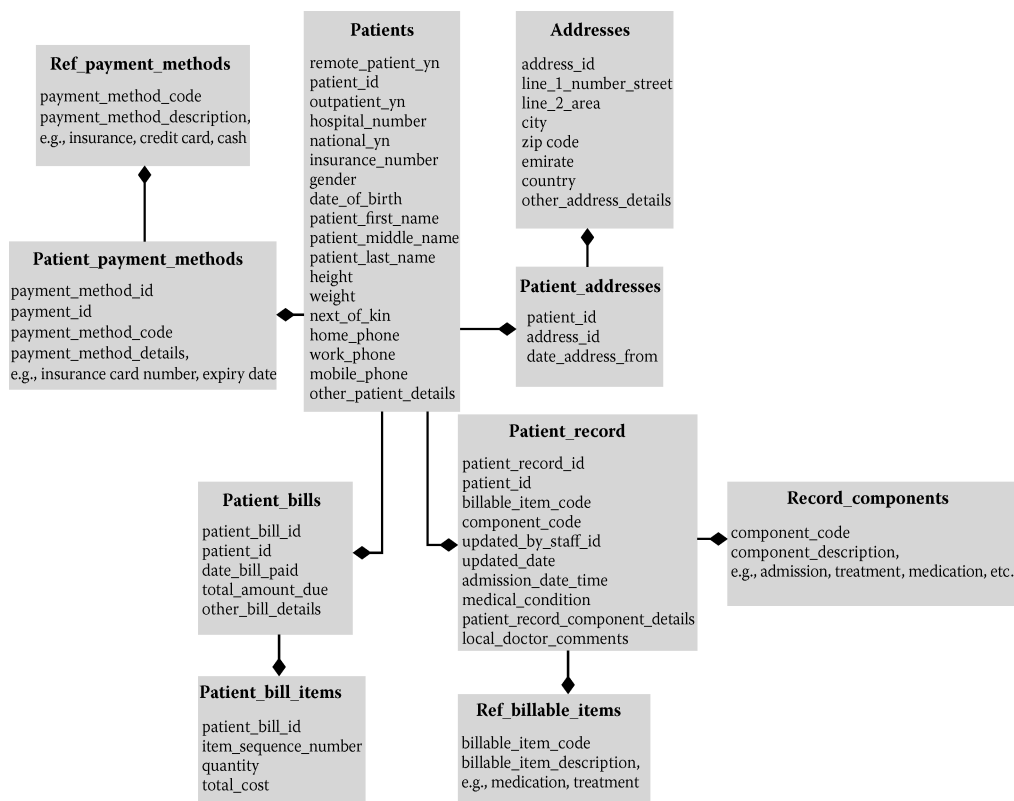 Ref_payment_methods
payment_method_code
payment_method_description,
e.g., insurance, credit card, cash
Patients
remote_patient_yn
patient_id
outpatient_yn
hospital_number
national_yn
insurance_number
gender
date_of_birth
patient_first_name
patient_middle_name
patient_last_name
height
weight
next_of_kin
home_phone
work_phone
mobile_phone
other_patient_details
Addresses
address_id
line_1_number_street
line_2_area
city
zip code
emirate
country
other_address_details
Patient_payment_methods
payment_method_id
payment_id
payment_method_code
payment_method_details,
e.g., insurance card number, expiry date
Patient_addresses
patient_id
address_id
date_address_from
Patient_bills
patient_bill_id
patient_id
date_bill_paid
total_amount_due
other_bill_details
Patient_record
patient_record_id
patient_id
billable_item_code
component_code
updated_by_staff_id
updated_date
admission_date_time
medical_condition
patient_record_component_details
local_doctor_comments
Record_components
component_code
component_description,
e.g., admission, treatment, medication, etc.
Patient_bill_items
patient_bill_id
item_sequence_number
quantity
total_cost
Ref_billable_items
billable_item_code
billable_item_description,
e.g., medication, treatment